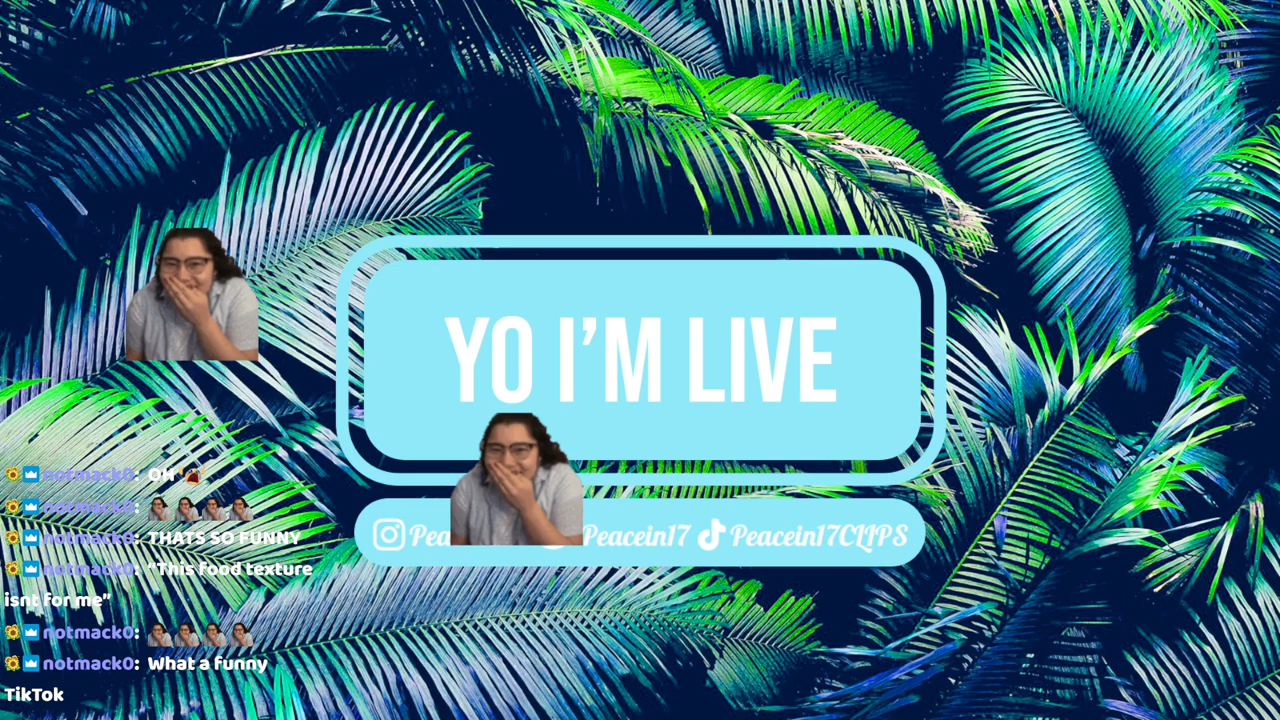 YO I'M LIVE
Pea Peacein17 Peacein17CLIPS
notmack0: OH
notmack0:
notmack0: THATS SO FUNNY
notmack0: "This food texture
isnt for me"
notmack0:
notmack0: What a funny
TikTok